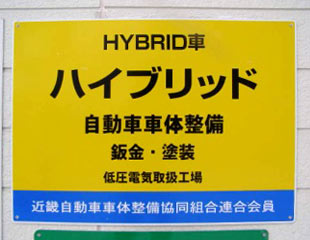 HYBRID車
ハイブリッド
自動車車体整備
鈑金・塗装
低圧電気取扱工場
近畿自動車車体整備協同組合連合会員